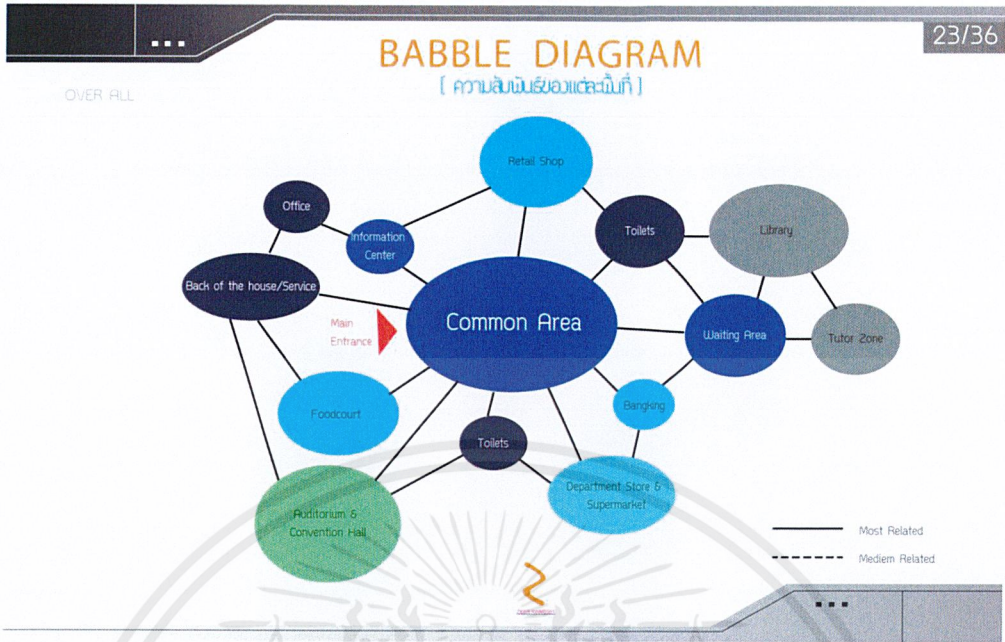 23/36
BABBLE DIAGRAM
[ ความสัมพันธ์ของแต่ละพื้นที่ ]
OVER ALL
Retail Shop
Office
Information
Center
Toilets
Library
Back of the house/Service
Main
Entrance
Common Area
Waiting Area
Tutor Zone
Foodcourt
Bangking
Toilets
Department Store &
Supermarket
Auditorium &
Convention Hall
Most Related
Mediem Related